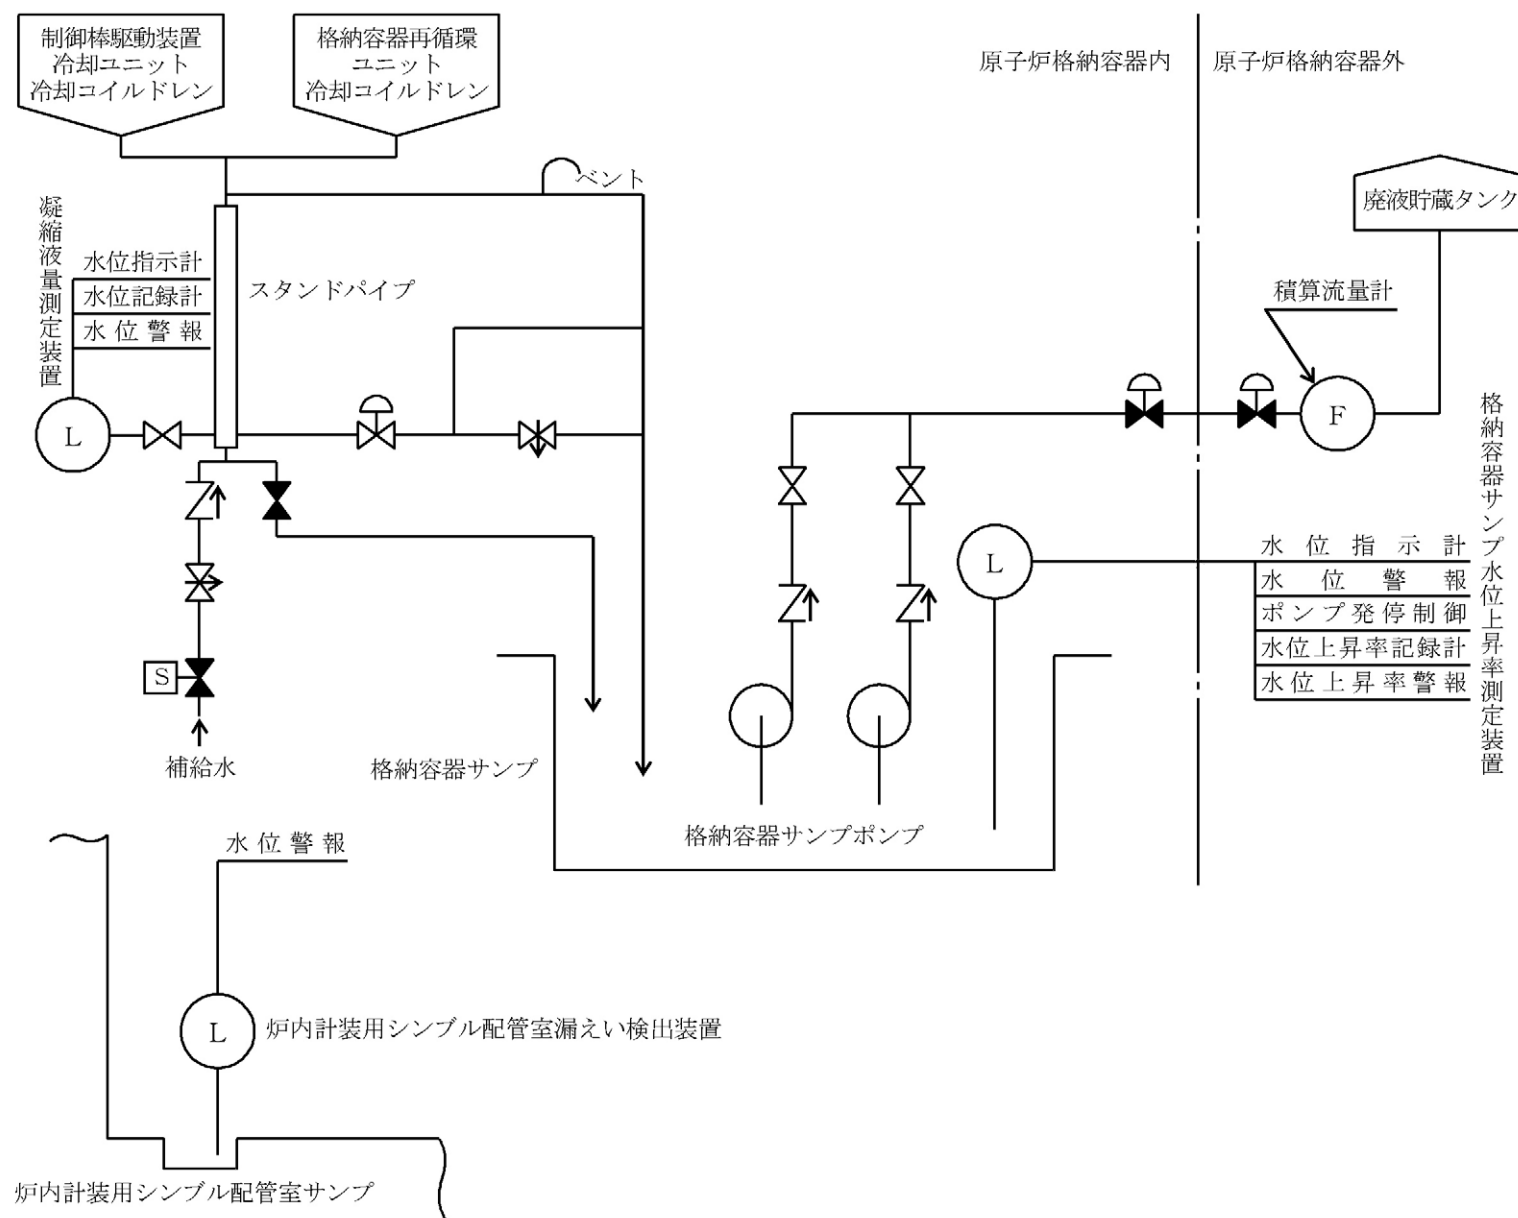 制御棒駆動装置
冷却ユニット
冷却コイルドレン
格納容器再循環
ユニット
冷却コイルドレン
原子炉格納容器内
原子炉格納容器外
ベント
廃液貯蔵タンク
凝縮液量測定装置
水位指示計
水位記録計
水位警報
スタンドパイプ
積算流量計
L
F
格納容器サンプ水位上昇率測定装置
L
水位指示計
水位警報
ポンプ発停制御
水位上昇率記録計
水位上昇率警報
S
補給水
格納容器サンプ
格納容器サンプポンプ
水位警報
L
炉内計装用シンブル配管室漏えい検出装置
炉内計装用シンブル配管室サンプ